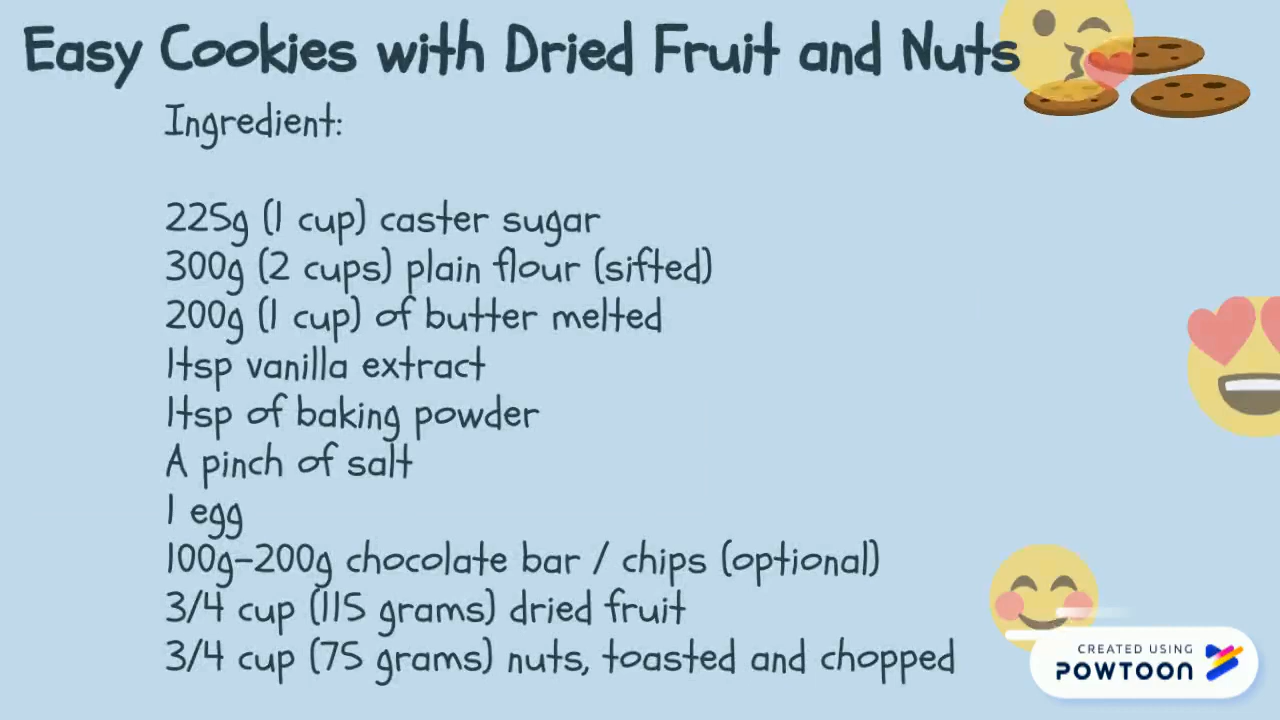 Easy Cookies with Dried Fruit and Nuts
Ingredient:
225g (1 cup) caster sugar
300g (2 cups) plain flour (sifted)
200g (1 cup) of butter melted
1tsp vanilla extract
1tsp of baking powder
A pinch of salt
1 egg
100g-200g chocolate bar / chips (optional)
3/4 cup (115 grams) dried fruit
3/4 cup (75 grams) nuts, toasted and chopped
CREATED USING
POWTOON